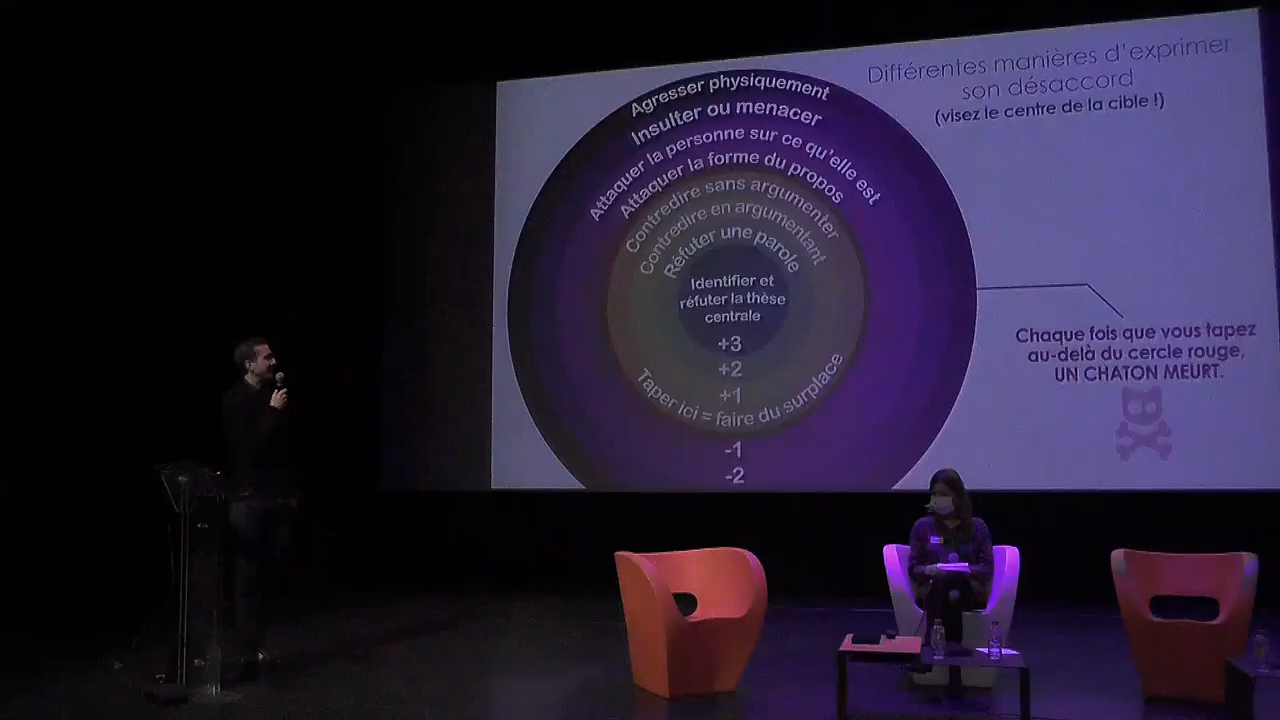 Différentes manières d'exprimer
son désaccord
(visez le centre de la cible !)
Agresser physiquement
Insulter ou menacer
Attaquer la personne sur ce qu'elle est
Attaquer la forme du propos
Contredire sans argumenter
Contredire en argumentant
Réfuter une parole
Identifier et
réfuter la thèse
centrale
+3
+2
+1
Taper ici = faire du surplace
-1
-2
Chaque fois que vous tapez
au-delà du cercle rouge,
UN CHATON MEURT.